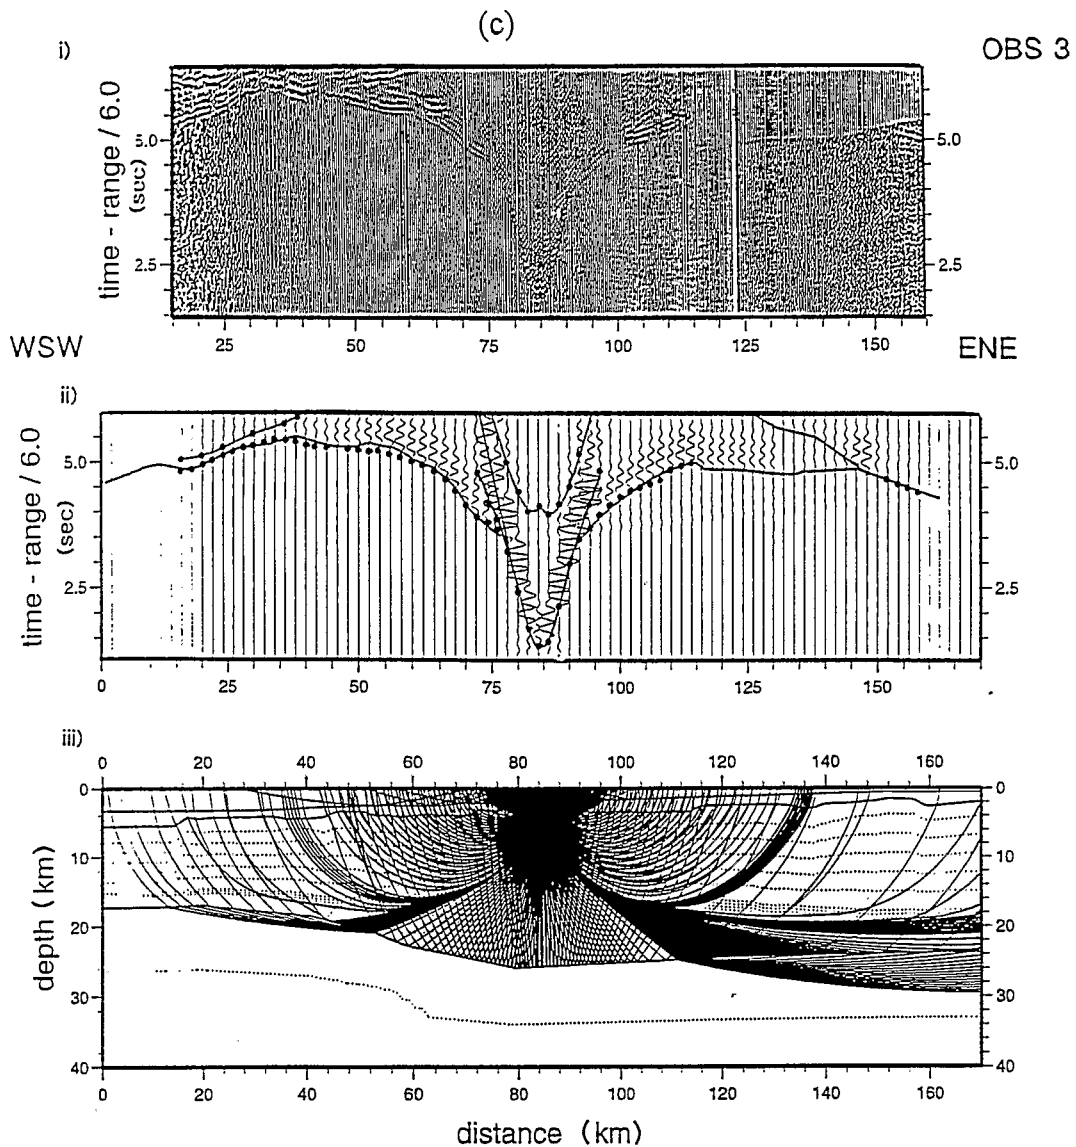 (c)
i)
OBS 3
time - range / 6.0
(sec)
5.0
2.5
5.0
2.5
25 50 75 100 125 150
WSW
ENE
ii)
time - range / 6.0
(sec)
5.0
2.5
5.0
2.5
0 25 50 75 100 125 150
iii)
0 20 40 60 80 100 120 140 160
depth (km)
0
10
20
30
40
0
10
20
30
40
0 20 40 60 80 100 120 140 160
distance (km)